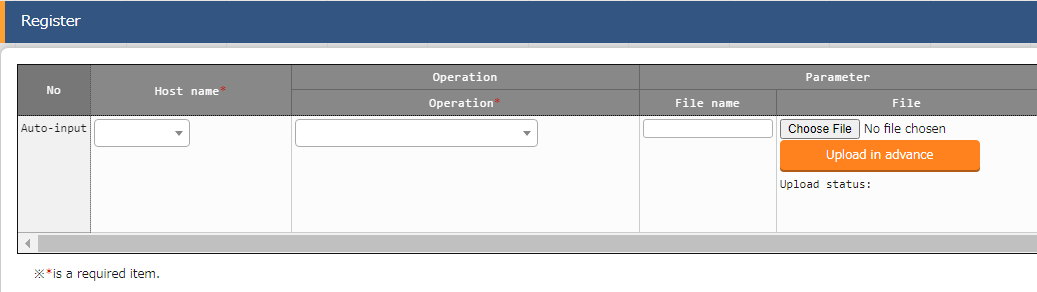 Register
No
Host name*
Operation
Operation*
Parameter
File name
File
Auto-input
Choose File No file chosen
Upload in advance
Upload status:
※*is a required item.